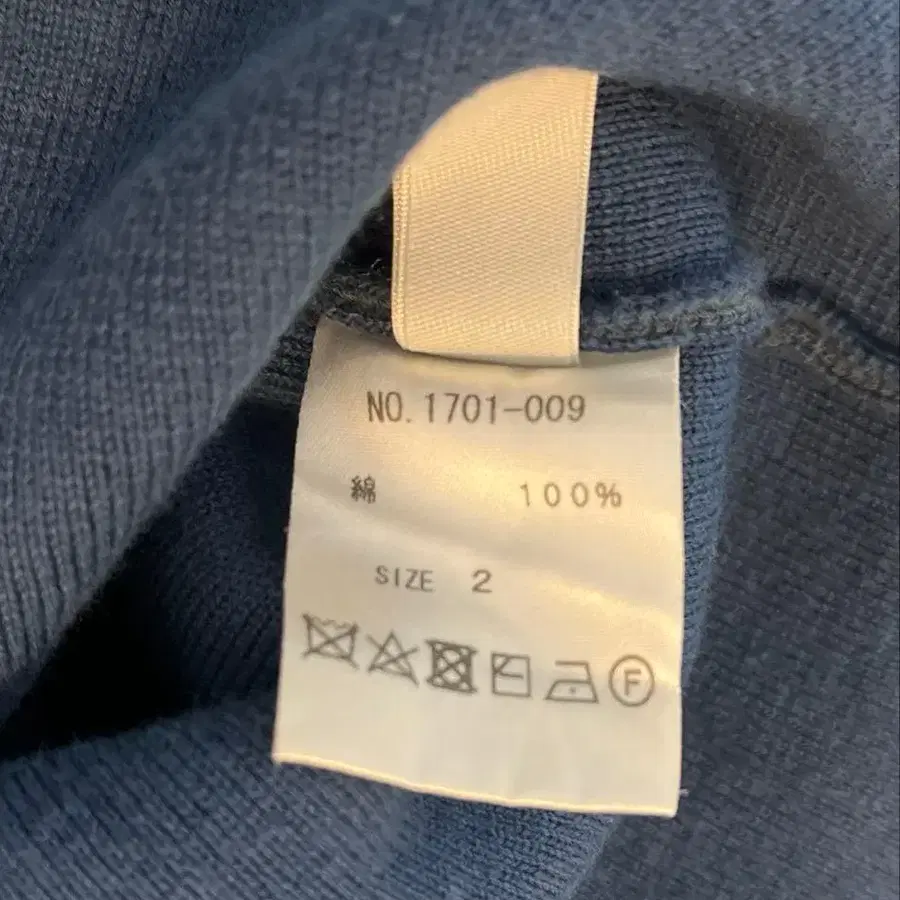 NO. 1701-009
綿 100%
SIZE 2
F